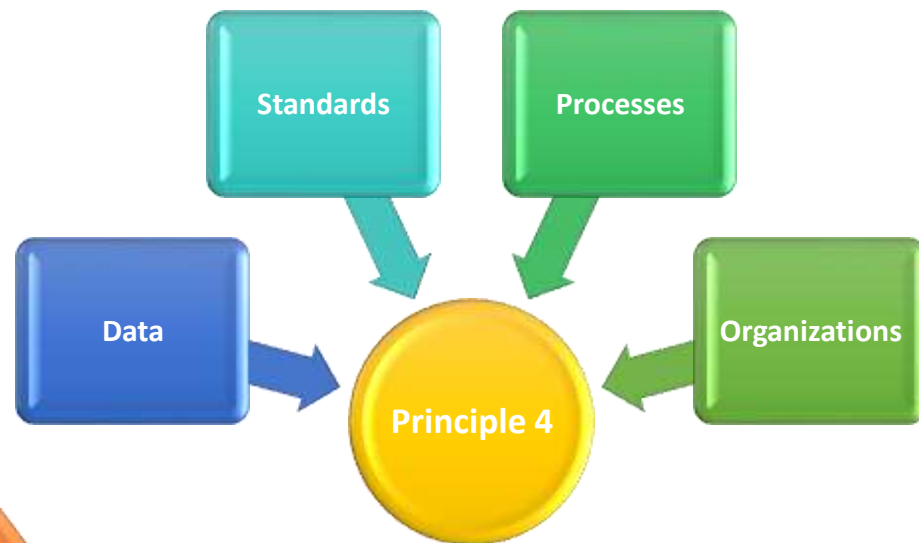 Standards
Processes
Data
Organizations
Principle 4